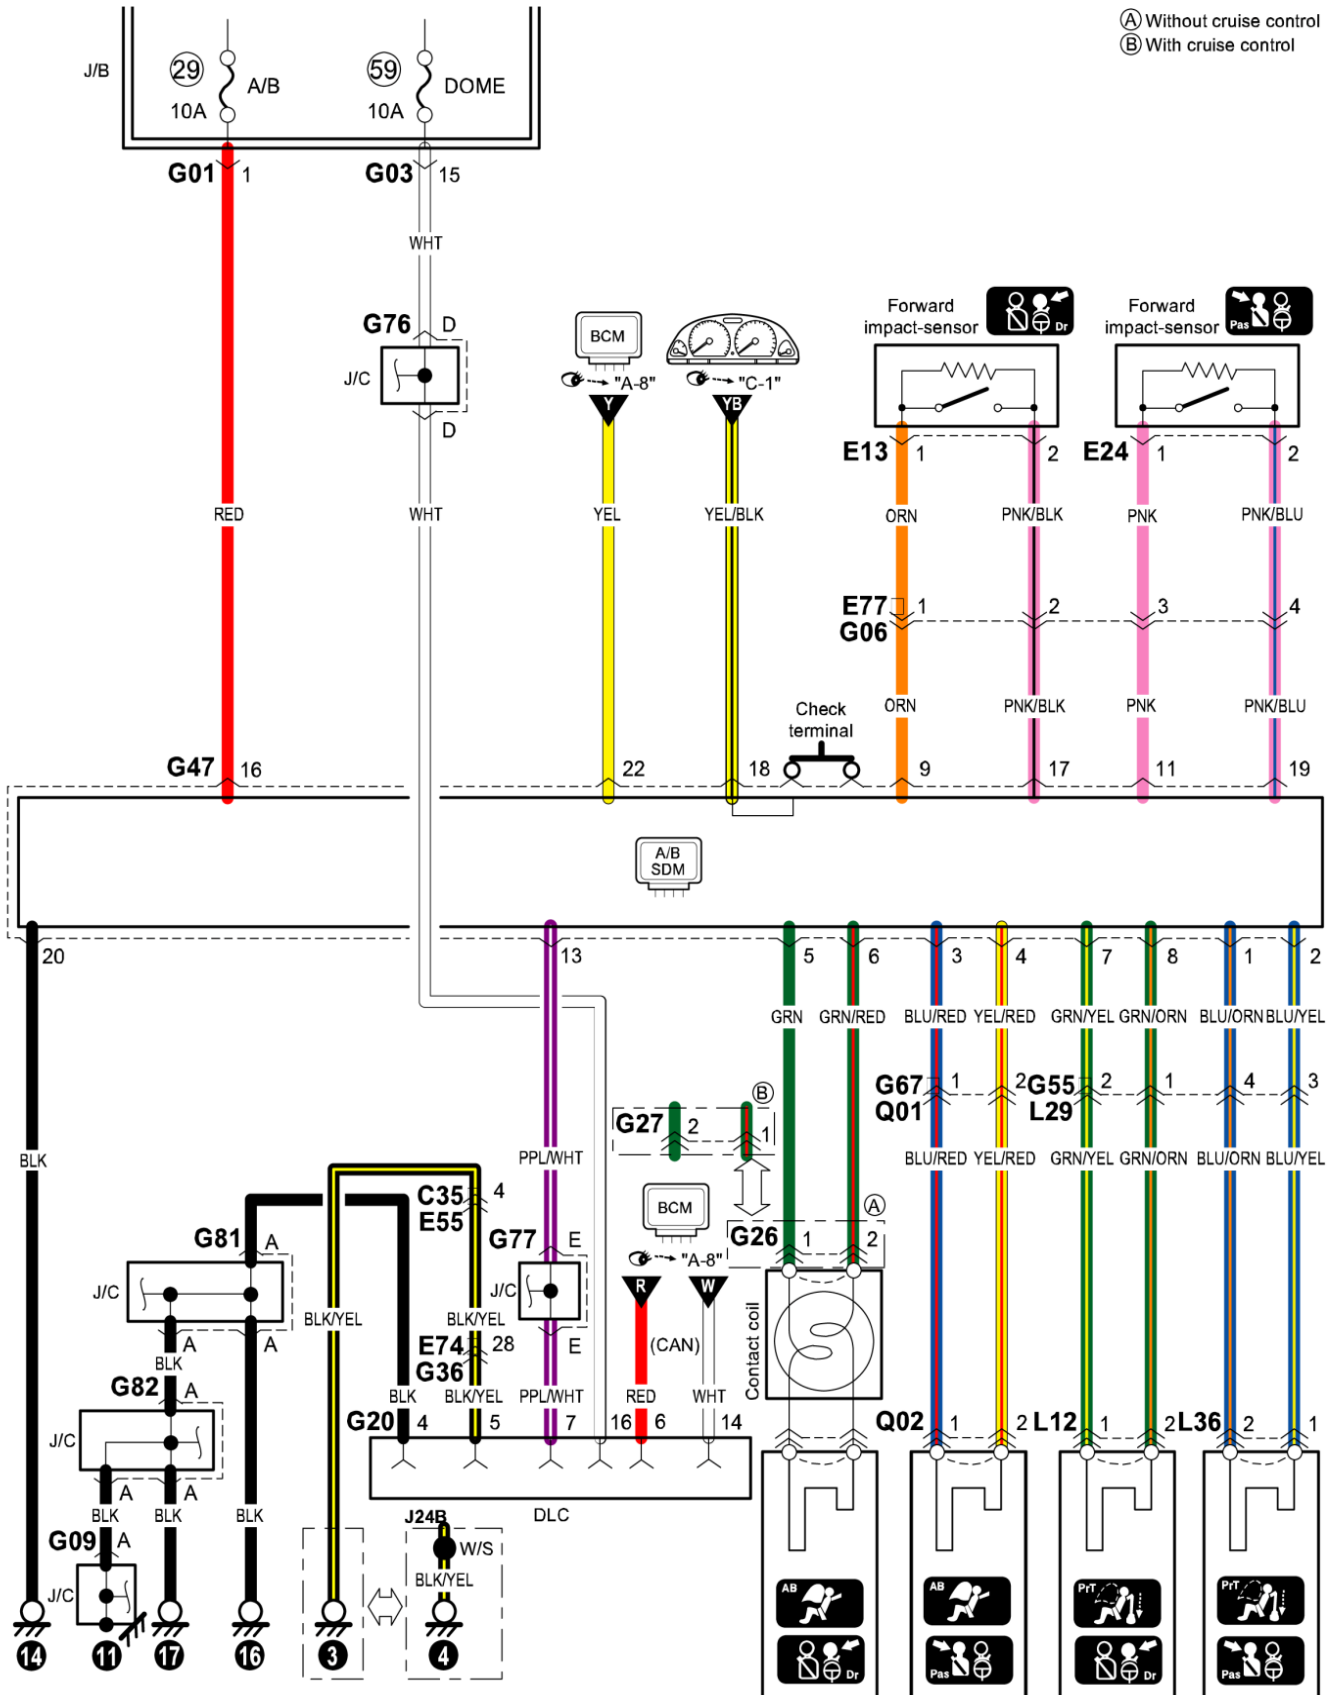 Ⓐ Without cruise control
Ⓑ With cruise control
J/B
29 A/B
10A
59 DOME
10A
G01 1
G03 15
WHT
G76 D
J/C
D
BCM
"A-8"
"C-1"
Y
YB
Forward
impact-sensor
Dr
Forward
impact-sensor
Pas
E13 1 2
E24 1 2
RED WHT YEL YEL/BLK ORN PNK/BLK PNK PNK/BLU
E77 1 2 3 4
G06
ORN PNK/BLK PNK PNK/BLU
Check
terminal
G47 16 22 18 9 17 11 19
A/B
SDM
20 13 5 6 3 4 7 8 1 2
GRN GRN/RED BLU/RED YEL/RED GRN/YEL GRN/ORN BLU/ORN BLU/YEL
G67 1 2 G55 2 1 4 3
Q01 L29
Ⓑ
G27 2 1
BLK PPL/WHT BLU/RED YEL/RED GRN/YEL GRN/ORN BLU/ORN BLU/YEL
C35 4
E55
BCM
Ⓐ
G81 A
G77 E
G26 1 2
"A-8"
J/C
J/C
R W
Contact coil
BLK/YEL BLK/YEL
A A
E
(CAN)
E74 28
G36
BLK
G82 A
BLK BLK/YEL PPL/WHT RED WHT
G20 4 5 7 16 6 14
Q02 1 2 L12 1 2 L36 2 1
J/C
A A
DLC
BLK BLK BLK
J24B
W/S
G09 A
BLK/YEL
J/C
AB AB PrT PrT
14 11 17 16 3 4
Dr Pas Dr Pas